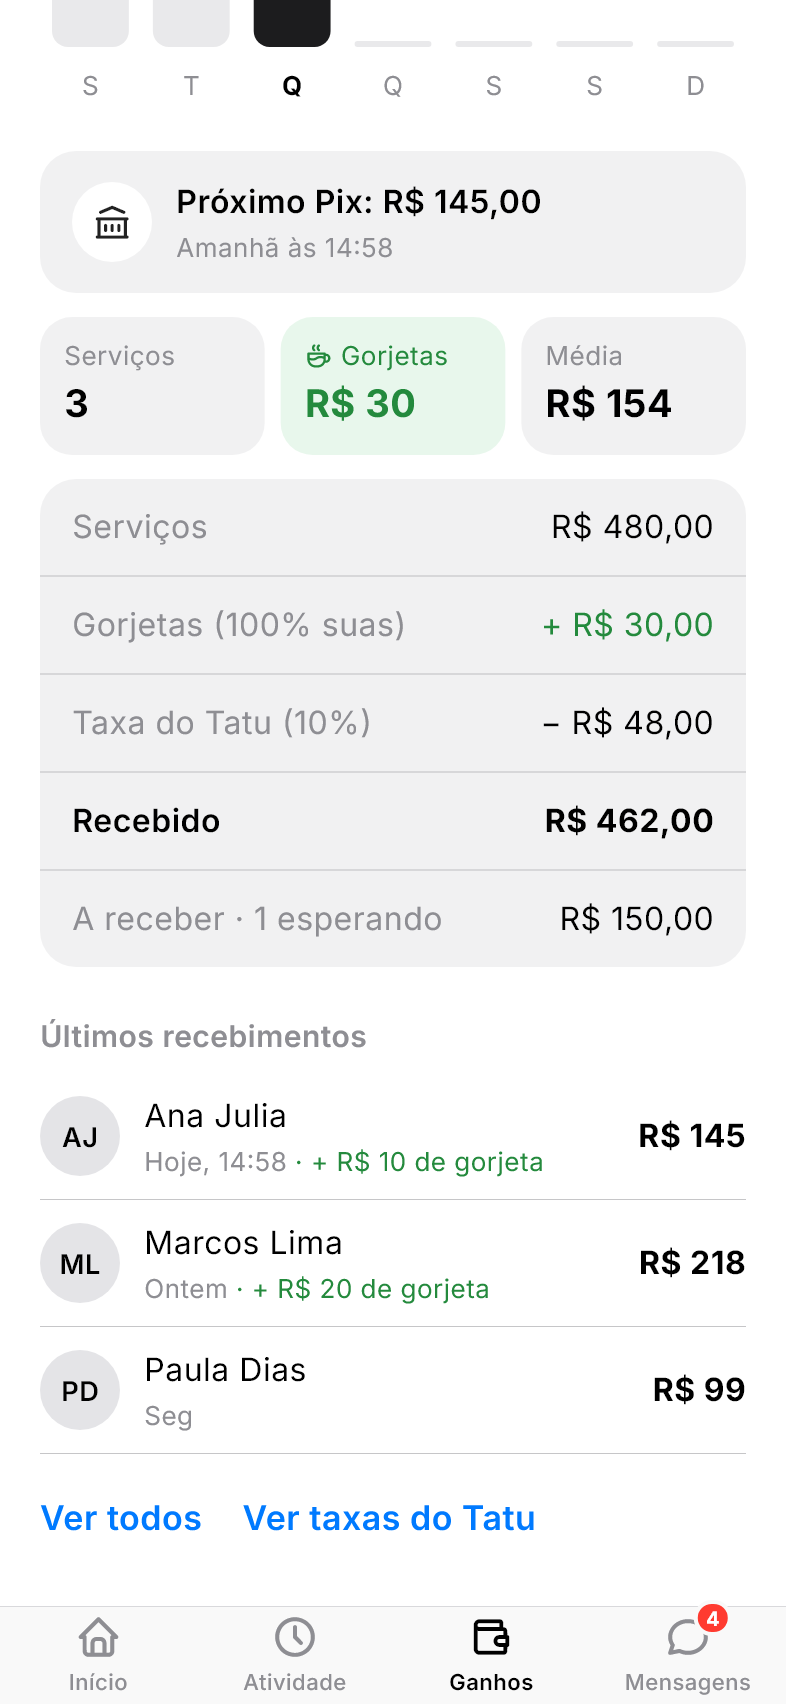 S T Q Q S S D
Próximo Pix: R$ 145,00
Amanhã às 14:58
Serviços
3
Gorjetas
R$ 30
Média
R$ 154
Serviços R$ 480,00
Gorjetas (100% suas) + R$ 30,00
Taxa do Tatu (10%) – R$ 48,00
Recebido R$ 462,00
A receber · 1 esperando R$ 150,00
Últimos recebimentos
AJ
Ana Julia
Hoje, 14:58 · + R$ 10 de gorjeta
R$ 145
ML
Marcos Lima
Ontem · + R$ 20 de gorjeta
R$ 218
PD
Paula Dias
Seg
R$ 99
Ver todos Ver taxas do Tatu
4
Início Atividade Ganhos Mensagens